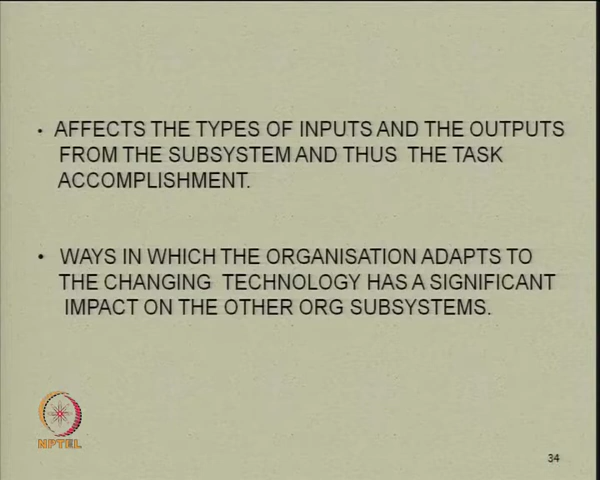 • AFFECTS THE TYPES OF INPUTS AND THE OUTPUTS
FROM THE SUBSYSTEM AND THUS THE TASK
ACCOMPLISHMENT.
• WAYS IN WHICH THE ORGANISATION ADAPTS TO
THE CHANGING TECHNOLOGY HAS A SIGNIFICANT
IMPACT ON THE OTHER ORG SUBSYSTEMS.
NPTEL
34